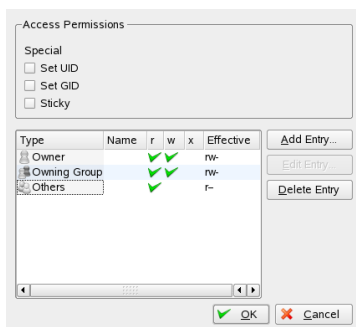 Access Permissions
Special
Set UID
Set GID
Sticky
Type Name r w x Effective
Owner rw-
Owning Group rw-
Others r--
Add Entry...
Edit Entry...
Delete Entry
OK
Cancel